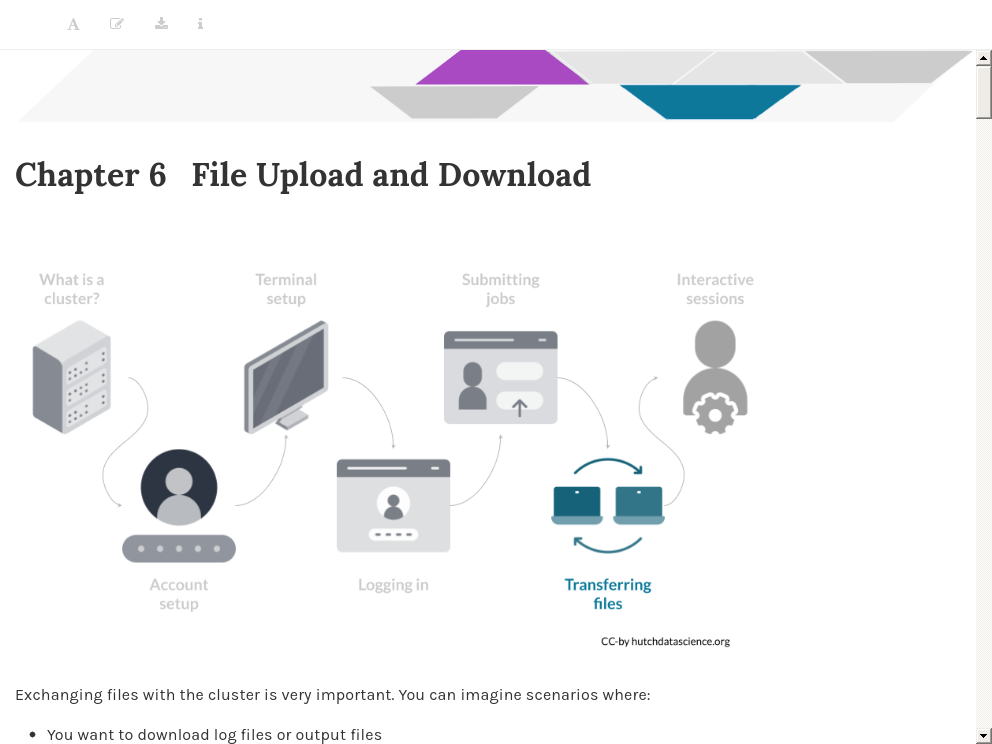 Chapter 6 File Upload and Download
What is a
cluster?
Terminal
setup
Submitting
jobs
Interactive
sessions
Account
setup
Logging in
Transferring
files
CC-by hutchdatascience.org
Exchanging files with the cluster is very important. You can imagine scenarios where:
• You want to download log files or output files